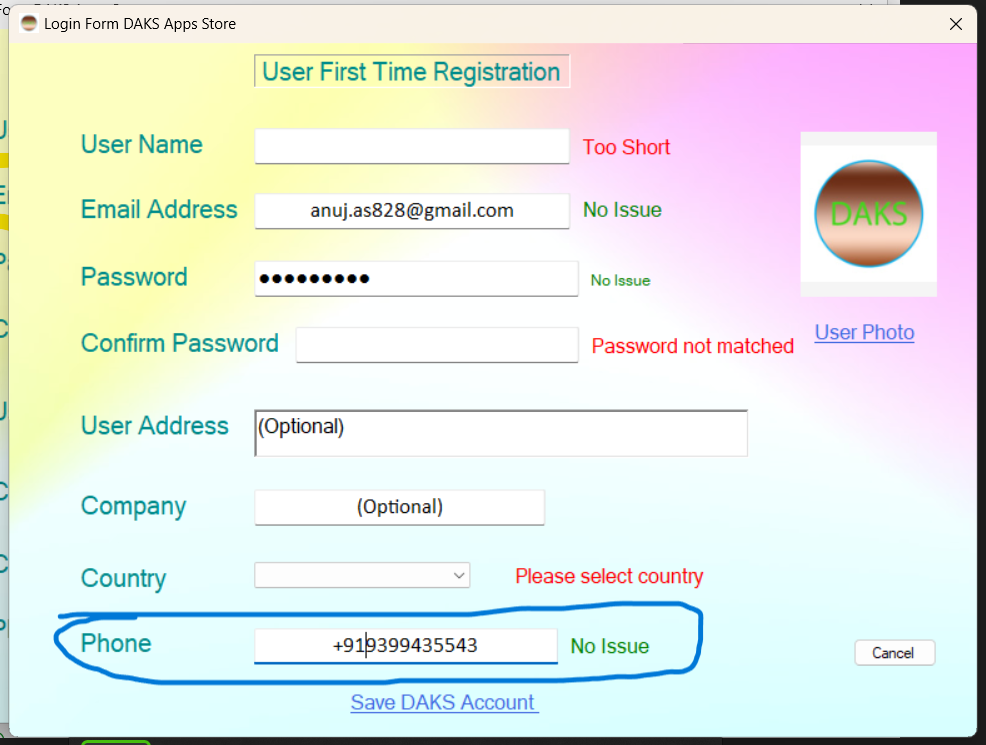 Login Form DAKS Apps Store
User First Time Registration
User Name Too Short
Email Address anuj.as828@gmail.com No Issue
DAKS
Password ●●●●●●●●● No Issue
User Photo
Confirm Password Password not matched
User Address (Optional)
Company (Optional)
Country Please select country
Phone +919399435543 No Issue
Cancel
Save DAKS Account